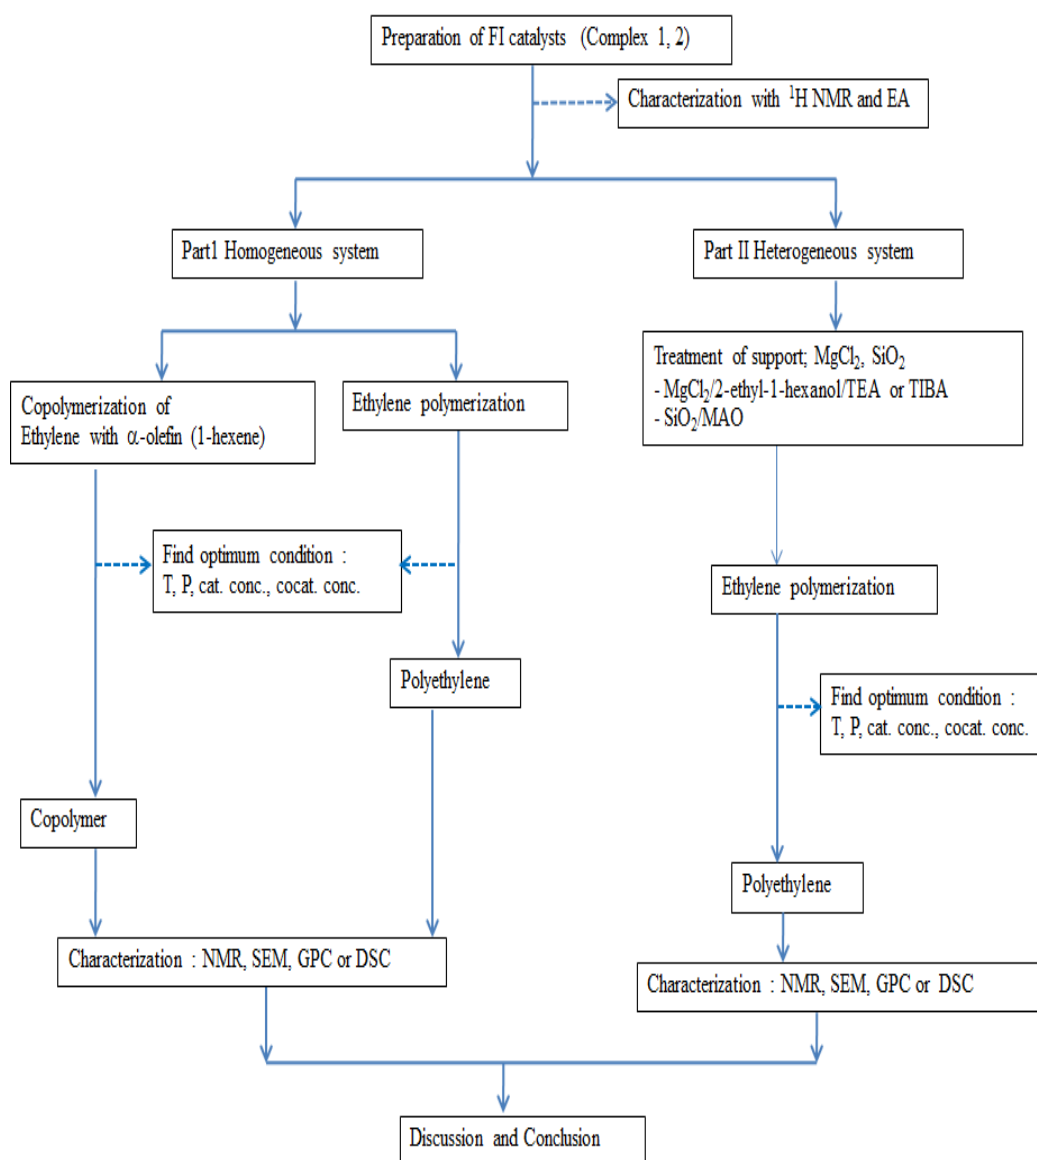 Preparation of FI catalysts (Complex 1, 2)
Characterization with ¹H NMR and EA
Part1 Homogeneous system
Part II Heterogeneous system
Copolymerization of
Ethylene with α-olefin (1-hexene)
Ethylene polymerization
Treatment of support; MgCl₂, SiO₂
- MgCl₂/2-ethyl-1-hexanol/TEA or TIBA
- SiO₂/MAO
Find optimum condition :
T, P, cat. conc., cocat. conc.
Ethylene polymerization
Polyethylene
Find optimum condition :
T, P, cat. conc., cocat. conc.
Copolymer
Polyethylene
Characterization : NMR, SEM, GPC or DSC
Characterization : NMR, SEM, GPC or DSC
Discussion and Conclusion